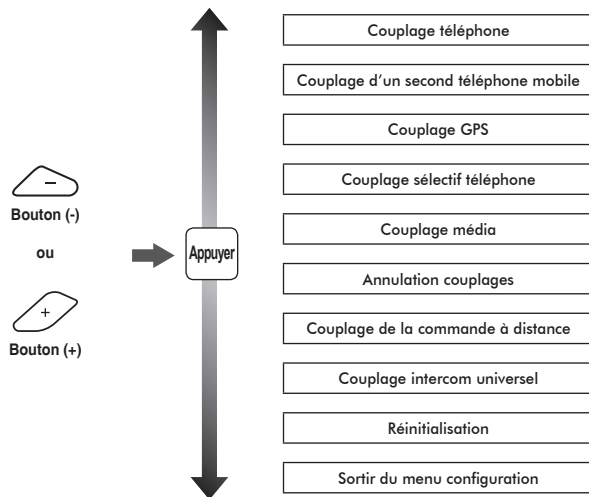 Couplage téléphone
Couplage d'un second téléphone mobile
Couplage GPS
Couplage sélectif téléphone
Couplage média
Annulation couplages
Couplage de la commande à distance
Couplage intercom universel
Réinitialisation
Sortir du menu configuration
-
Bouton (-)
ou
+
Bouton (+)
Appuyer